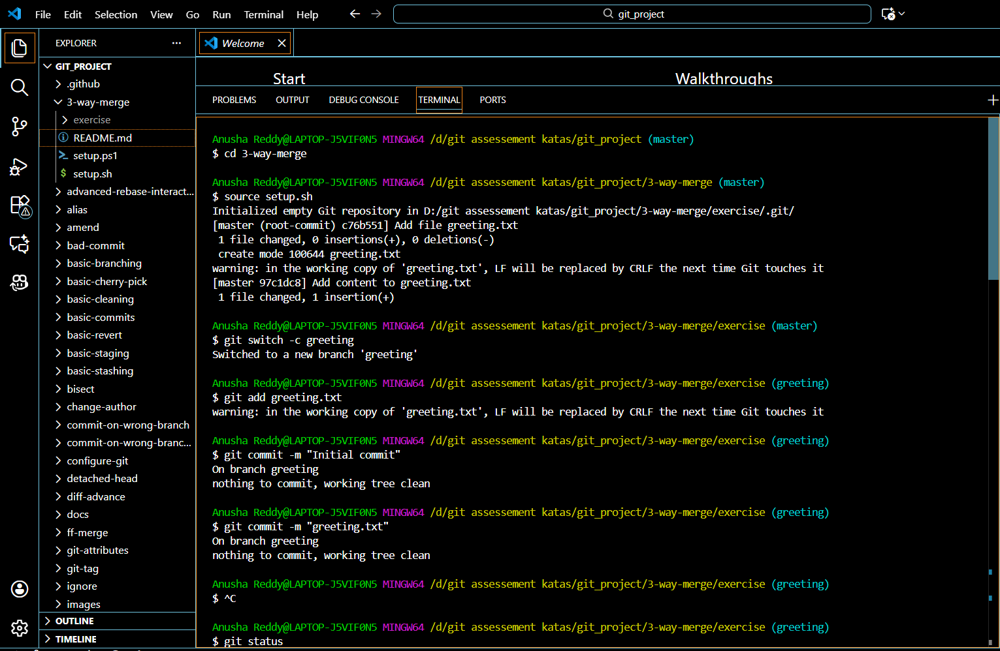 File Edit Selection View Go Run Terminal Help
git_project
EXPLORER
Welcome
GIT_PROJECT
.github
3-way-merge
exercise
README.md
setup.ps1
setup.sh
advanced-rebase-interact...
alias
amend
bad-commit
basic-branching
basic-cherry-pick
basic-cleaning
basic-commits
basic-revert
basic-staging
basic-stashing
bisect
change-author
commit-on-wrong-branch
commit-on-wrong-branc...
configure-git
detached-head
diff-advance
docs
ff-merge
git-attributes
git-tag
ignore
images
OUTLINE
TIMELINE
Start
Walkthroughs
PROBLEMS OUTPUT DEBUG CONSOLE TERMINAL PORTS
Anusha Reddy@LAPTOP-J5VIF0N5 MINGW64 /d/git assessement katas/git_project (master)
$ cd 3-way-merge
Anusha Reddy@LAPTOP-J5VIF0N5 MINGW64 /d/git assessement katas/git_project/3-way-merge (master)
$ source setup.sh
Initialized empty Git repository in D:/git assessement katas/git_project/3-way-merge/exercise/.git/
[master (root-commit) c76b551] Add file greeting.txt
1 file changed, 0 insertions(+), 0 deletions(-)
create mode 100644 greeting.txt
warning: in the working copy of 'greeting.txt', LF will be replaced by CRLF the next time Git touches it
[master 97c1dc8] Add content to greeting.txt
1 file changed, 1 insertion(+)
Anusha Reddy@LAPTOP-J5VIF0N5 MINGW64 /d/git assessement katas/git_project/3-way-merge/exercise (master)
$ git switch -c greeting
Switched to a new branch 'greeting'
Anusha Reddy@LAPTOP-J5VIF0N5 MINGW64 /d/git assessement katas/git_project/3-way-merge/exercise (greeting)
$ git add greeting.txt
warning: in the working copy of 'greeting.txt', LF will be replaced by CRLF the next time Git touches it
Anusha Reddy@LAPTOP-J5VIF0N5 MINGW64 /d/git assessement katas/git_project/3-way-merge/exercise (greeting)
$ git commit -m "Initial commit"
On branch greeting
nothing to commit, working tree clean
Anusha Reddy@LAPTOP-J5VIF0N5 MINGW64 /d/git assessement katas/git_project/3-way-merge/exercise (greeting)
$ git commit -m "greeting.txt"
On branch greeting
nothing to commit, working tree clean
Anusha Reddy@LAPTOP-J5VIF0N5 MINGW64 /d/git assessement katas/git_project/3-way-merge/exercise (greeting)
$ ^C
Anusha Reddy@LAPTOP-J5VIF0N5 MINGW64 /d/git assessement katas/git_project/3-way-merge/exercise (greeting)
$ git status